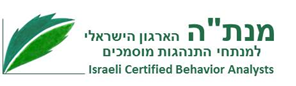 מנת"ה הארגון הישראלי
למנתחי התנהגות מוסמכים
Israeli Certified Behavior Analysts